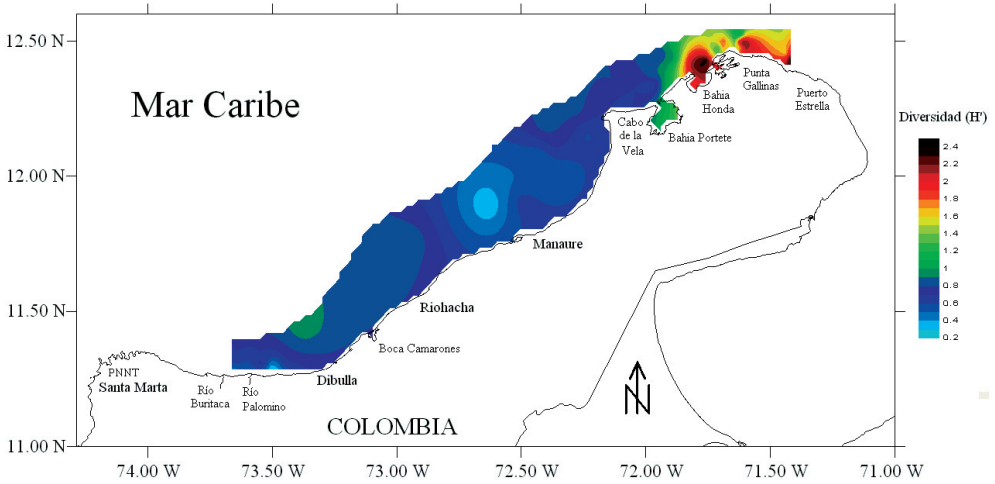 12.50 N
12.00 N
11.50 N
11.00 N
Mar Caribe
Punta
Gallinas
Bahia
Honda
Puerto
Estrella
Cabo
de la
Vela
Bahia Portete
Manaure
Riohacha
Boca Camarones
Dibulla
PNNT
Santa Marta
Río
Buritaca
Río
Palomino
COLOMBIA
N
Diversidad (H')
2.4
2.2
2
1.8
1.6
1.4
1.2
1
0.8
0.6
0.4
0.2
74.00 W
73.50 W
73.00 W
72.50 W
72.00 W
71.50 W
71.00 W